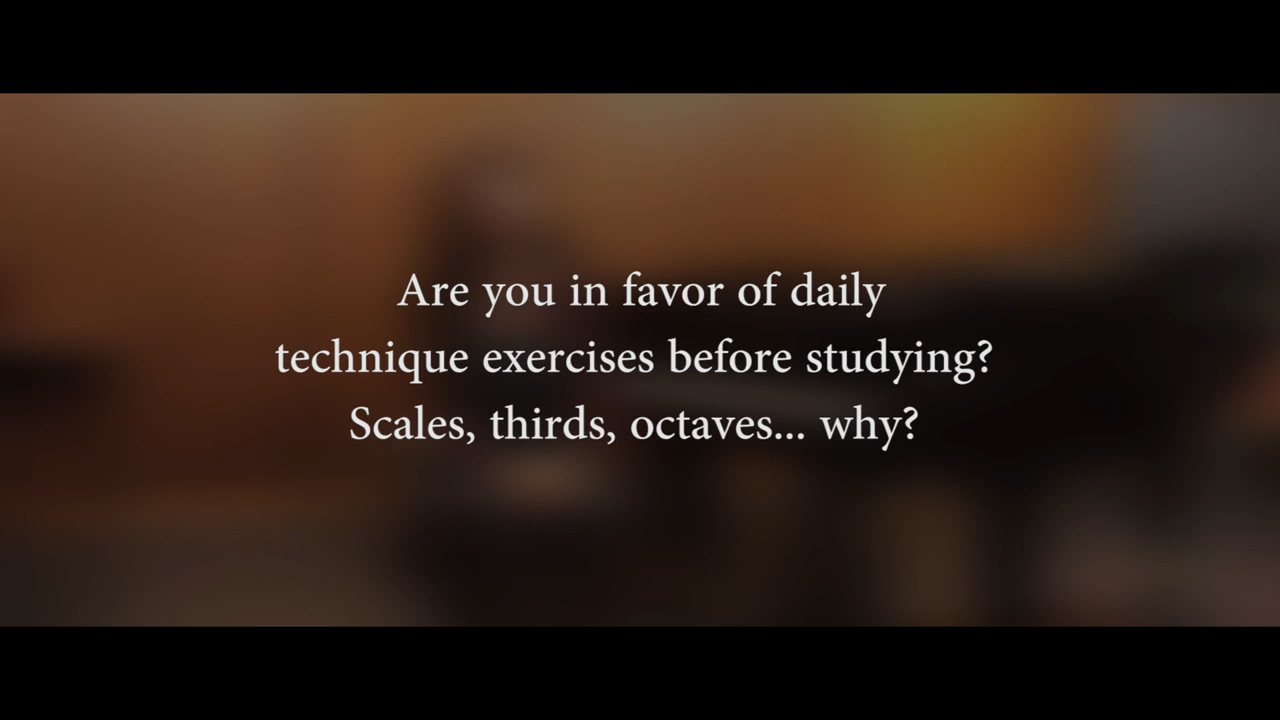 Are you in favor of daily
technique exercises before studying?
Scales, thirds, octaves... why?